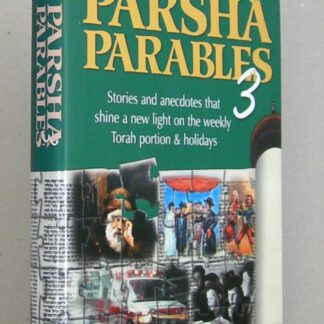 PARSHA
PARABLES
3
Stories and anecdotes that
shine a new light on the weekly
Torah portion & holidays
PARSHA
PARABLES
3